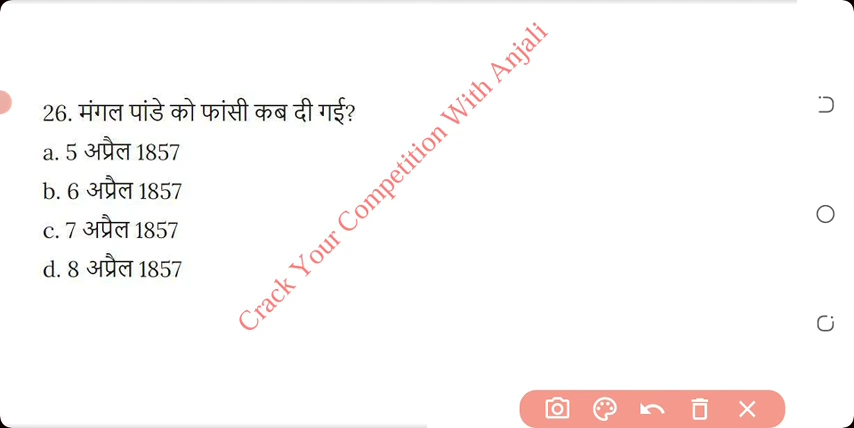 26. मंगल पांडे को फांसी कब दी गई?
a. 5 अप्रैल 1857
b. 6 अप्रैल 1857
c. 7 अप्रैल 1857
d. 8 अप्रैल 1857
Crack Your Competition With Anjali